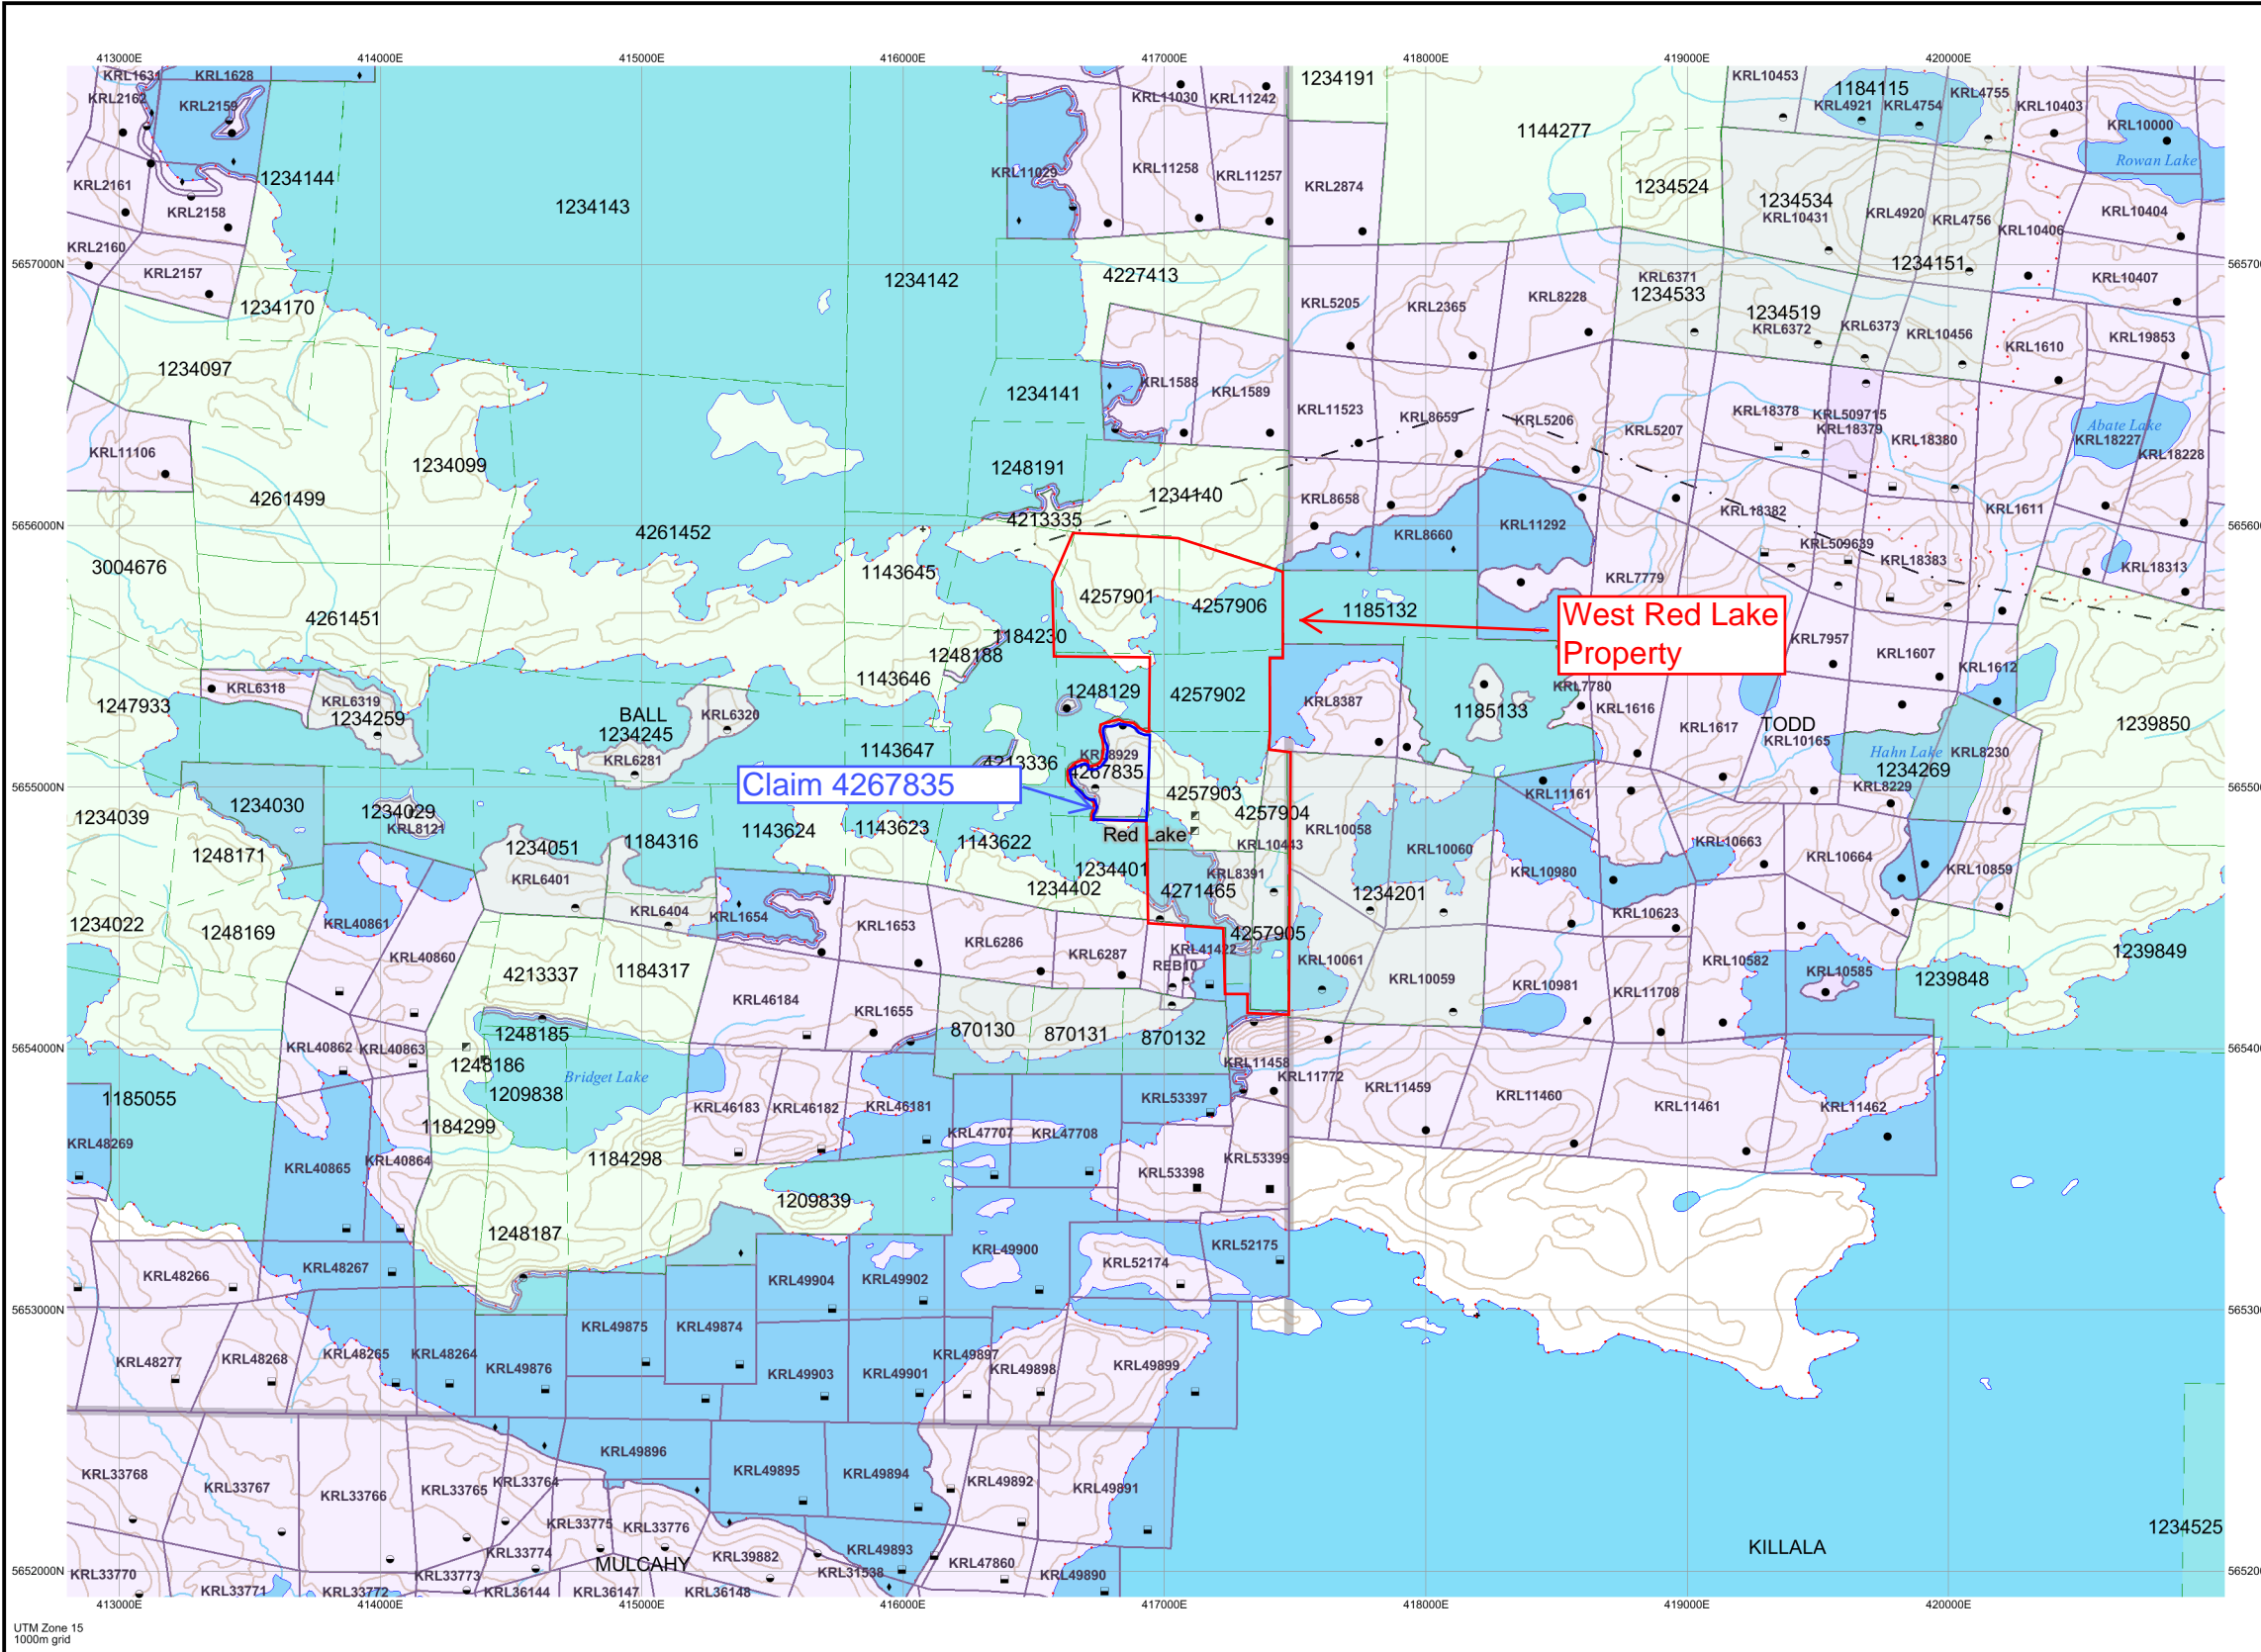 413000E 414000E 415000E 416000E 417000E 418000E 419000E 420000E
KRL1631 KRL1628 1234191 KRL10453 1184115
KRL2162 KRL2159 KRL11030 KRL11242 KRL4921 KRL4754 KRL4755 KRL10403
1144277 KRL10000
Rowan Lake
1234144 KRL11029 KRL11258 KRL11257 KRL2874 1234524
KRL2161 1234143 1234534
KRL2158 KRL10431 KRL4920 KRL4756 KRL10404
KRL2160 KRL10406
5657000N KRL2157 1234142 4227413 KRL6371 1234151 KRL10407
1234170 KRL5205 KRL2365 KRL8228 1234533 1234519
KRL6372 KRL6373 KRL10456 KRL19853
KRL1610
1234097 1234141 KRL1588 KRL1589
KRL11523 KRL8659 KRL5206 KRL18378 KRL509715
KRL18379 Abate Lake
KRL5207 KRL18380 KRL18227
KRL11106 1234099 1248191 KRL18228
4261499 1234140 KRL8658
5656000N 4261452 4213335 KRL8660 KRL11292 KRL18382 KRL1611
KRL509639
3004676 1143645 KRL7779 KRL18383 KRL18313
4257901 4257906 1185132
4261451 1184230 West Red Lake
Property
1248188 KRL7957 KRL1607 KRL1612
1143646
KRL6318 KRL6319 1248129 4257902 KRL7780
1247933 1234259 BALL KRL6320 KRL8387 1185133 KRL1616
1234245 KRL1617 TODD 1239850
KRL6281 1143647 4213336 KRL8929 KRL10165 Hahn Lake KRL8230
4267835 1234269
Claim 4267835
5655000N 1234030 1234029 4257903 KRL11161 KRL8229
1234039 KRL8121 1143624 1143623 4257904 KRL10058
1248171 1234051 1184316 1143622 Red Lake KRL10443 KRL10060 KRL10663 KRL10664 KRL10859
KRL6401 1234401 KRL8391 KRL10980
1234402 4271465 1234201
1234022 KRL40861 KRL6404 KRL1654 KRL1653 KRL10623
1248169 KRL6286 KRL6287 KRL41422 4257905
KRL40860 REB10 KRL10061 KRL10582 KRL10585 1239849
4213337 1184317 KRL46184 KRL10059 KRL10981 KRL11708 1239848
KRL1655
1248185 870130 870131 870132
5654000N KRL40862 KRL40863
1248186 Bridget Lake KRL11458
1209838 KRL11772 KRL11459 KRL11460 KRL11461 KRL11462
1185055 KRL46183 KRL46182 KRL46181 KRL53397
1184299 KRL47707 KRL47708
KRL48269 KRL40865 KRL40864 1184298 KRL53398 KRL53399
1209839
1248187
KRL48266 KRL48267 KRL49904 KRL49902 KRL49900 KRL52174 KRL52175
5653000N
KRL49875 KRL49874
KRL48277 KRL48268 KRL48265 KRL48264 KRL49876 KRL49903 KRL49901 KRL49897 KRL49898 KRL49899
KRL49896
KRL33768 KRL33767 KRL33766 KRL33765 KRL33764 KRL49895 KRL49894 KRL49892 KRL49891
1234525
KRL33775 KRL33776
KRL33774 MULCAHY KRL39882 KRL49893 KILLALA
KRL33770 KRL33773 KRL31538 KRL47860 KRL49890
5652000N KRL33771 KRL33772 KRL36144 KRL36147 KRL36148
413000E 414000E 415000E 416000E 417000E 418000E 419000E 420000E
UTM Zone 15
1000m grid